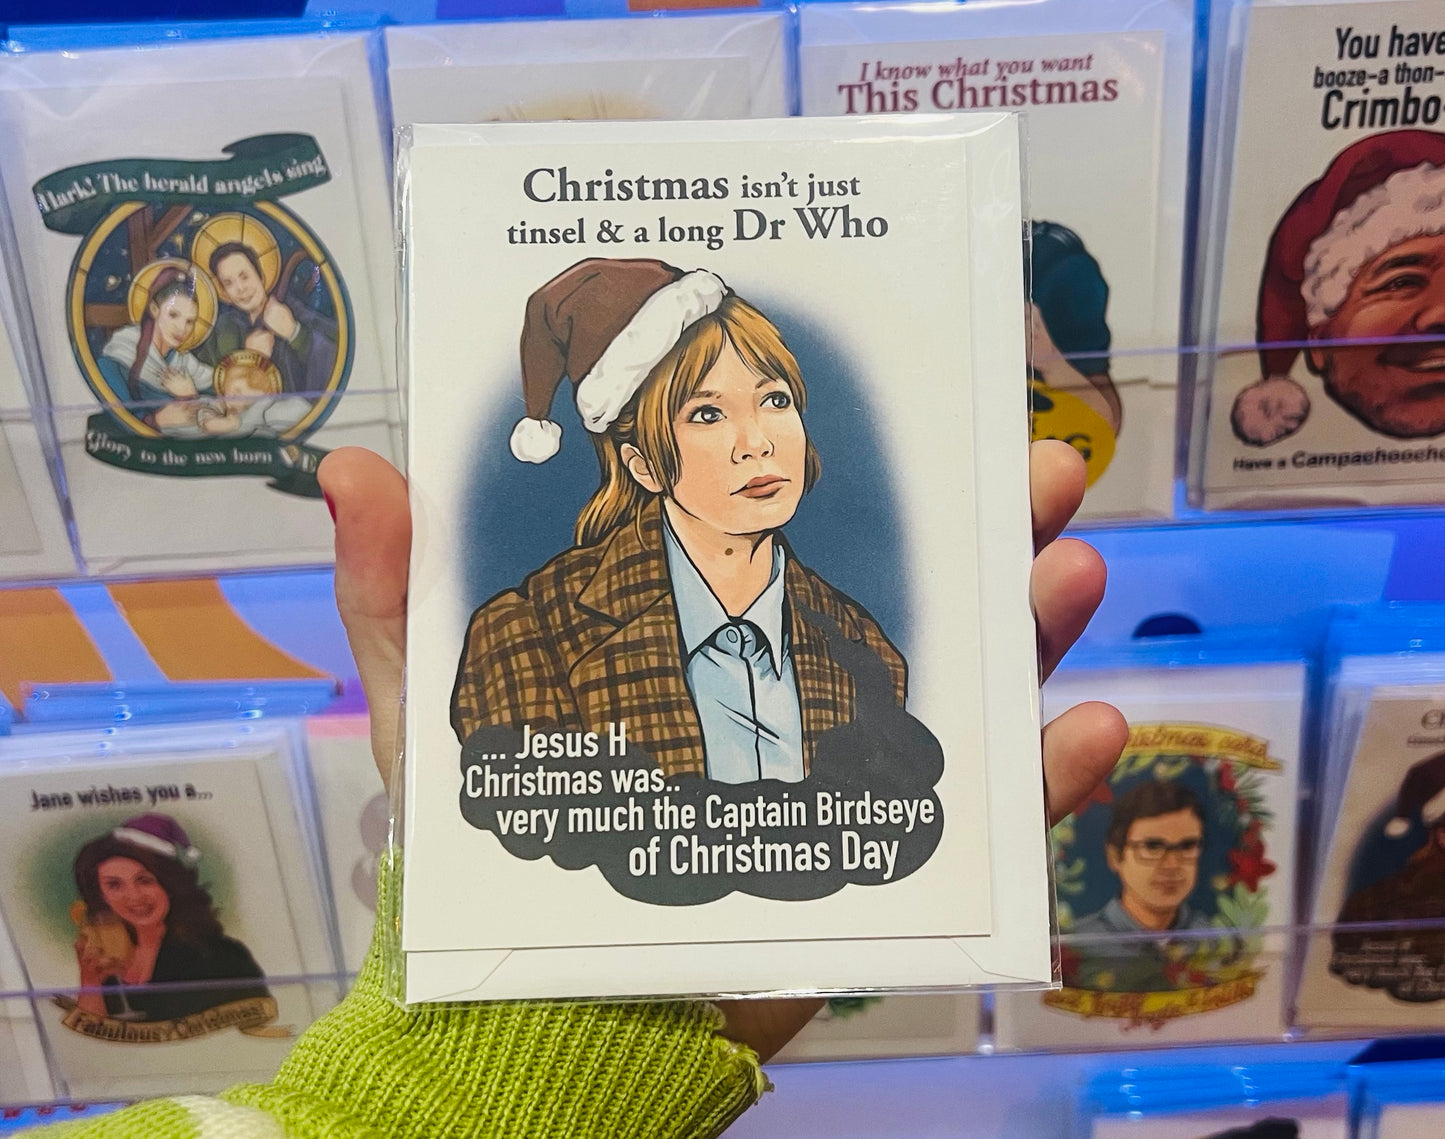 Hark! The herald angels sing
Glory to the new born
I know what you want
This Christmas
G
You have
booze-a thon-
Crimbo
Have a Campaehooehe
Christmas isn't just
tinsel & a long Dr Who
... Jesus H
Christmas was..
very much the Captain Birdseye
of Christmas Day
Jane wishes you a...
Fabulous Christmas!